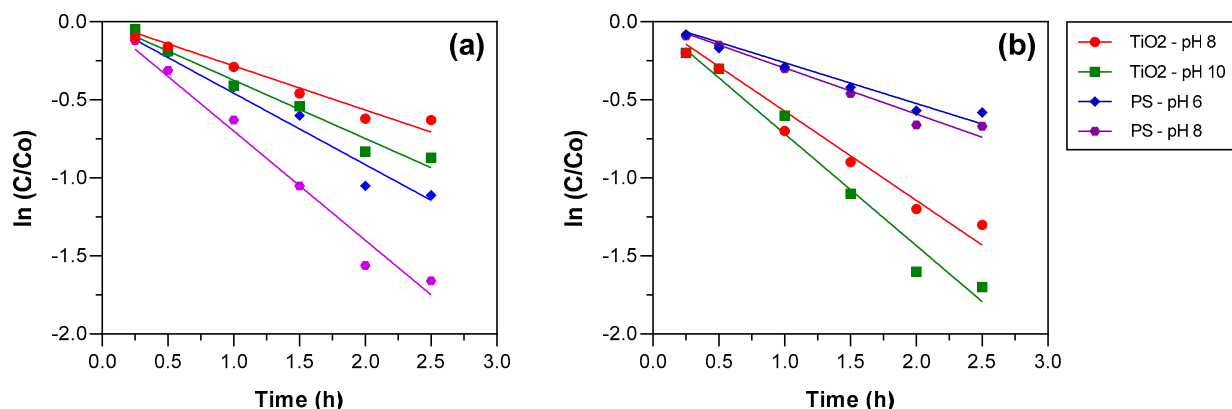 (a)
ln (C/Co)
0.0
-0.5
-1.0
-1.5
-2.0
0.0 0.5 1.0 1.5 2.0 2.5 3.0
Time (h)
(b)
ln (C/Co)
0.0
-0.5
-1.0
-1.5
-2.0
0.0 0.5 1.0 1.5 2.0 2.5 3.0
Time (h)
TiO2 - pH 8
TiO2 - pH 10
PS - pH 6
PS - pH 8